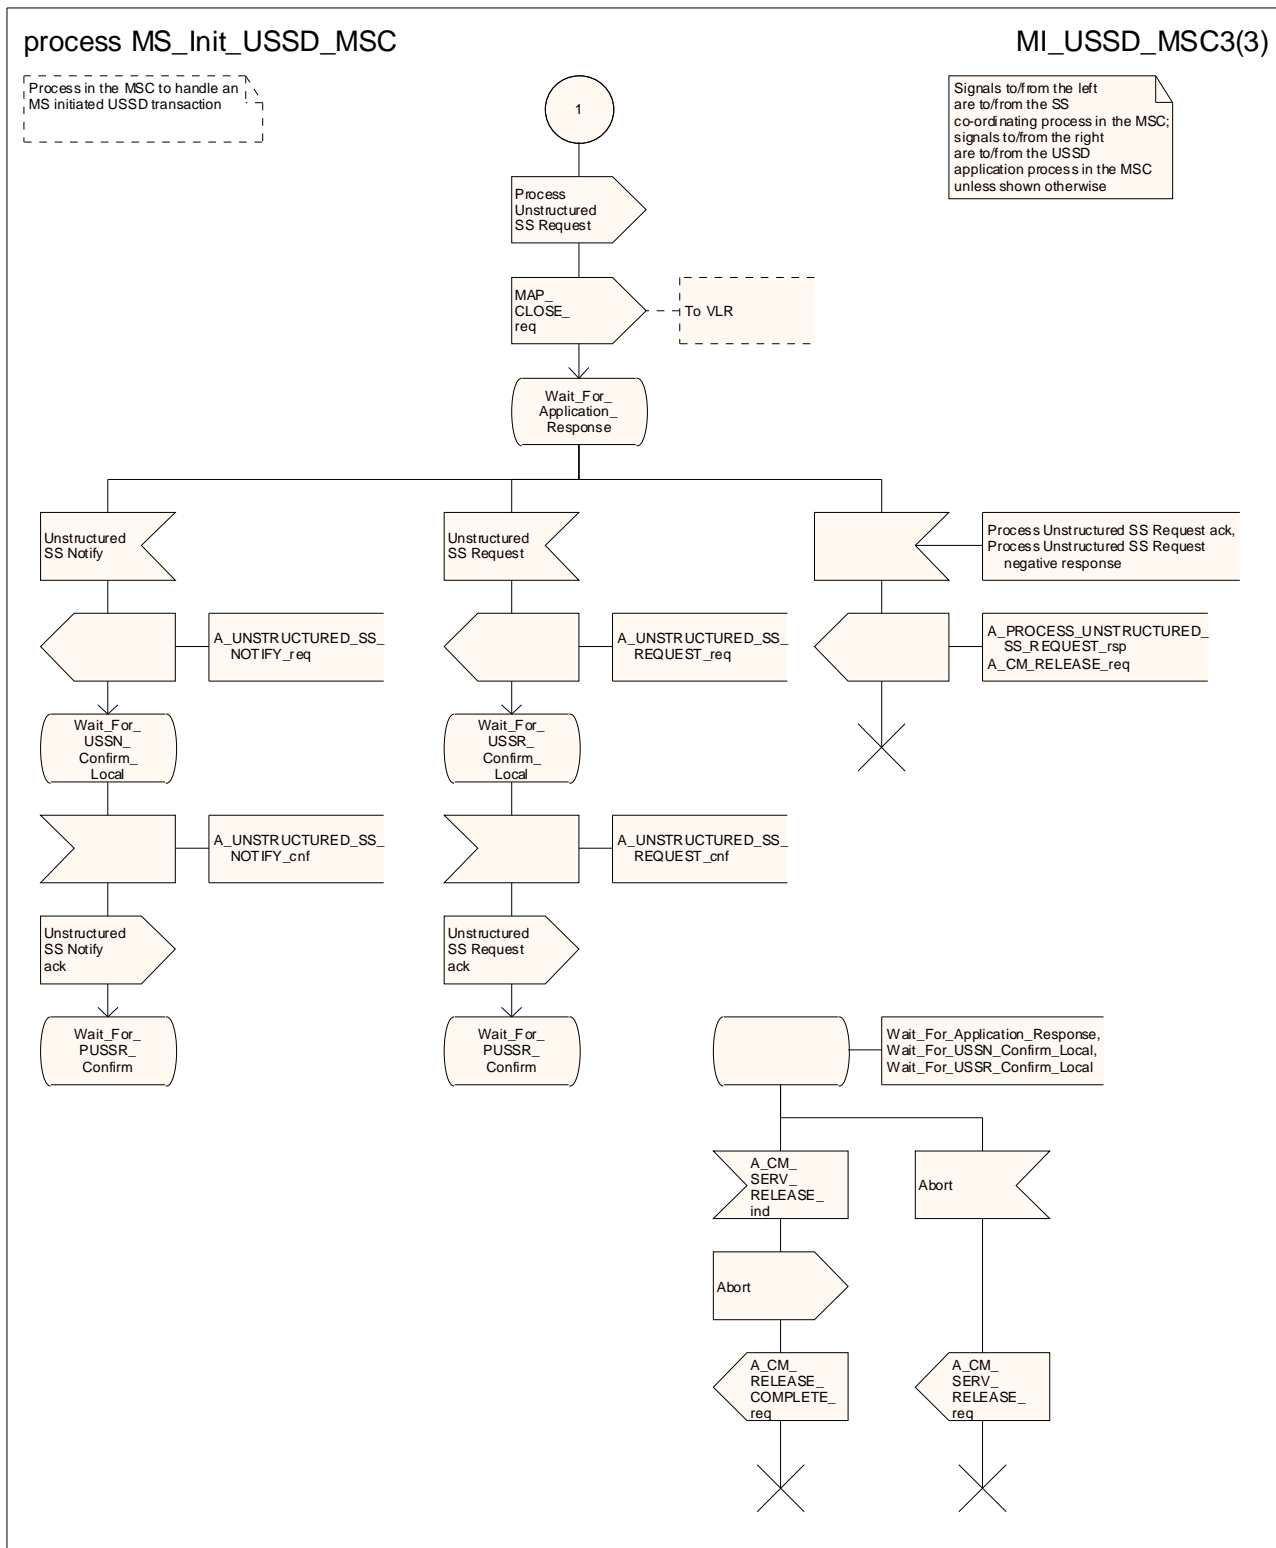 process MS_Init_USSD_MSC
MI_USSD_MSC3(3)
Process in the MSC to handle an
MS initiated USSD transaction
1
Signals to/from the left
are to/from the SS
co-ordinating process in the MSC;
signals to/from the right
are to/from the USSD
application process in the MSC
unless shown otherwise
Process
Unstructured
SS Request
MAP_
CLOSE_
req
To VLR
Wait_For_
Application_
Response
Unstructured
SS Notify
Unstructured
SS Request
Process Unstructured SS Request ack,
Process Unstructured SS Request
negative response
A_UNSTRUCTURED_SS_
NOTIFY_req
A_UNSTRUCTURED_SS_
REQUEST_req
A_PROCESS_UNSTRUCTURED_
SS_REQUEST_rsp
A_CM_RELEASE_req
Wait_For_
USSN_
Confirm_
Local
Wait_For_
USSR_
Confirm_
Local
A_UNSTRUCTURED_SS_
NOTIFY_cnf
A_UNSTRUCTURED_SS_
REQUEST_cnf
Unstructured
SS Notify
ack
Unstructured
SS Request
ack
Wait_For_
PUSSR_
Confirm
Wait_For_
PUSSR_
Confirm
Wait_For_Application_Response,
Wait_For_USSN_Confirm_Local,
Wait_For_USSR_Confirm_Local
A_CM_
SERV_
RELEASE_
ind
Abort
Abort
A_CM_
RELEASE_
COMPLETE_
req
A_CM_
SERV_
RELEASE_
req